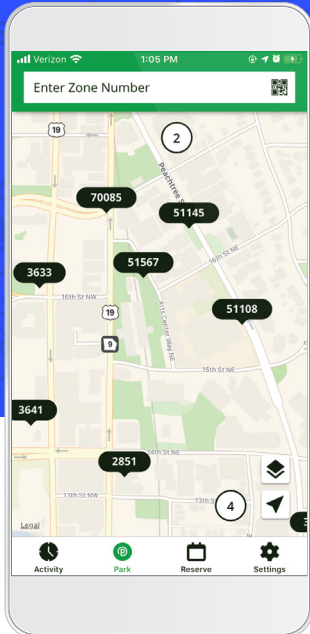 Verizon 1:05 PM
Enter Zone Number
19
2
Peachtree S
70085
51145
16th St NE
51567
3633
16th St NW
51108
19
Arts Center Way NE
9
15th St NE
3641
14th St NE
2851
13th St NW
13th S
4
3
Legal
Activity Park Reserve Settings